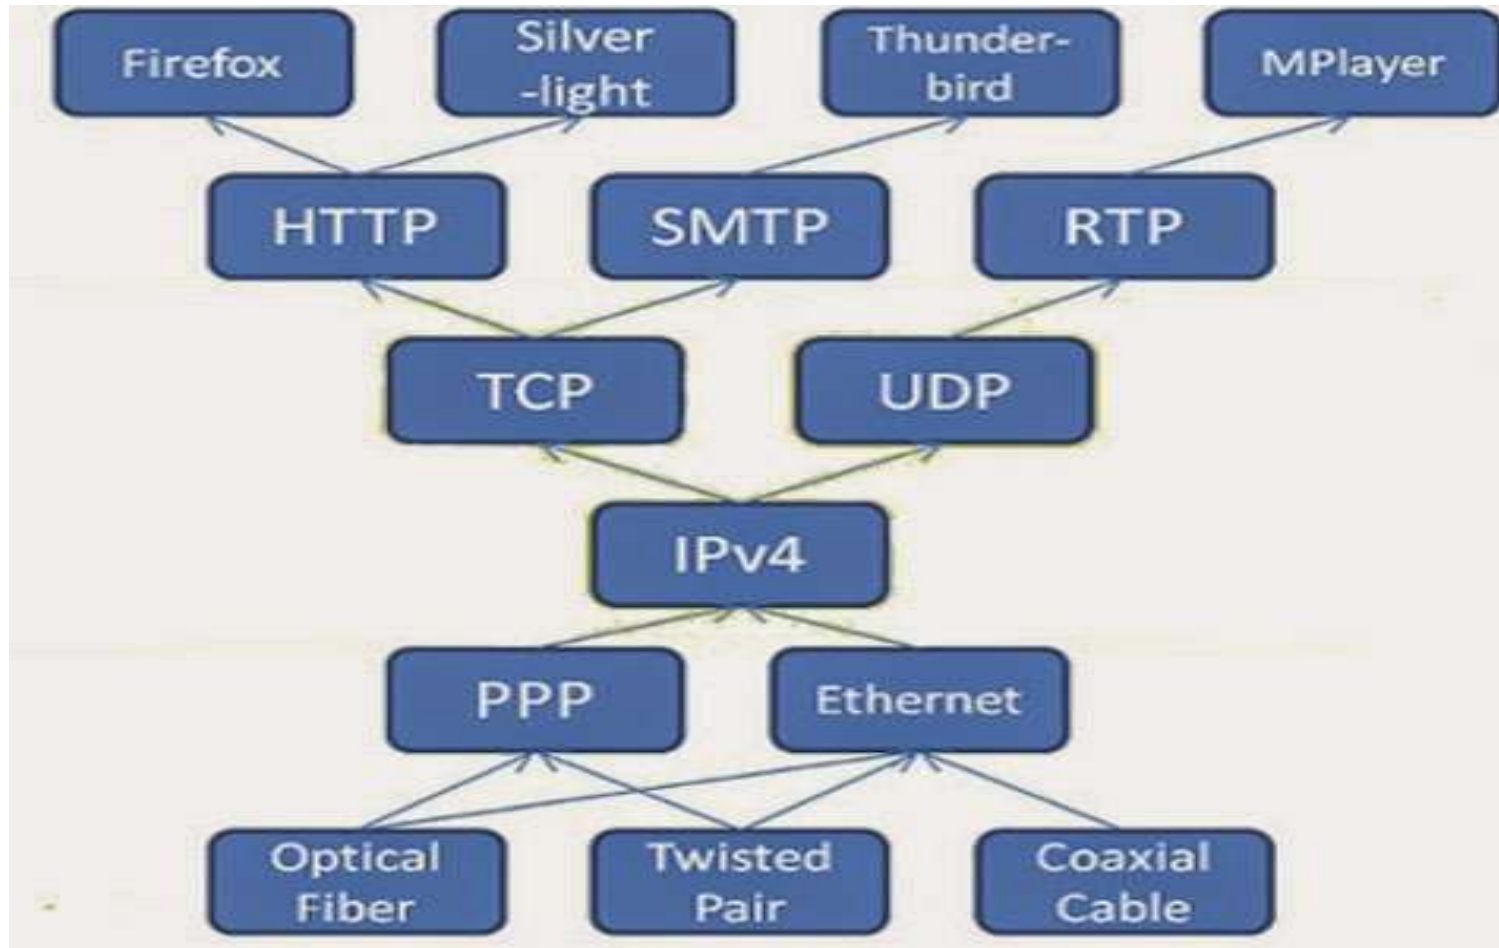 Firefox
Silver
-light
Thunder-
bird
MPlayer
HTTP
SMTP
RTP
TCP
UDP
IPv4
PPP
Ethernet
Optical
Fiber
Twisted
Pair
Coaxial
Cable